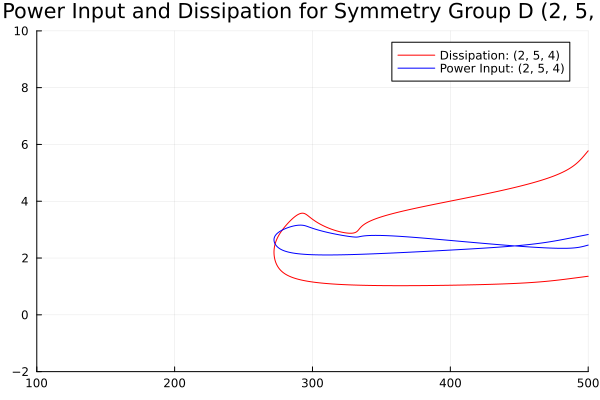 Power Input and Dissipation for Symmetry Group D (2, 5,
10
Dissipation: (2, 5, 4)
Power Input: (2, 5, 4)
8
6
4
2
0
−2
100 200 300 400 500